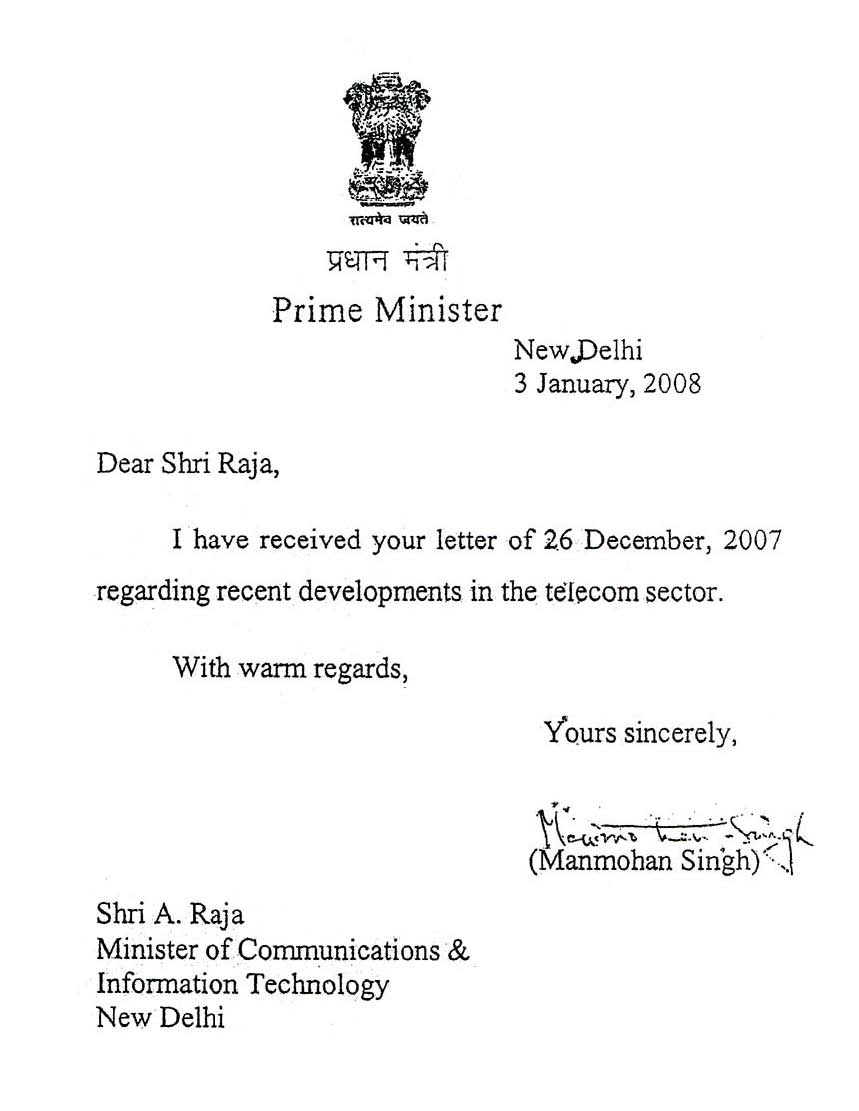 सत्यमेव जयते
प्रधान मंत्री
Prime Minister
New Delhi
3 January, 2008
Dear Shri Raja,
I have received your letter of 26 December, 2007
regarding recent developments in the telecom sector.
With warm regards,
Yours sincerely,
Manmohan Singh
(Manmohan Singh)
Shri A. Raja
Minister of Communications &
Information Technology
New Delhi